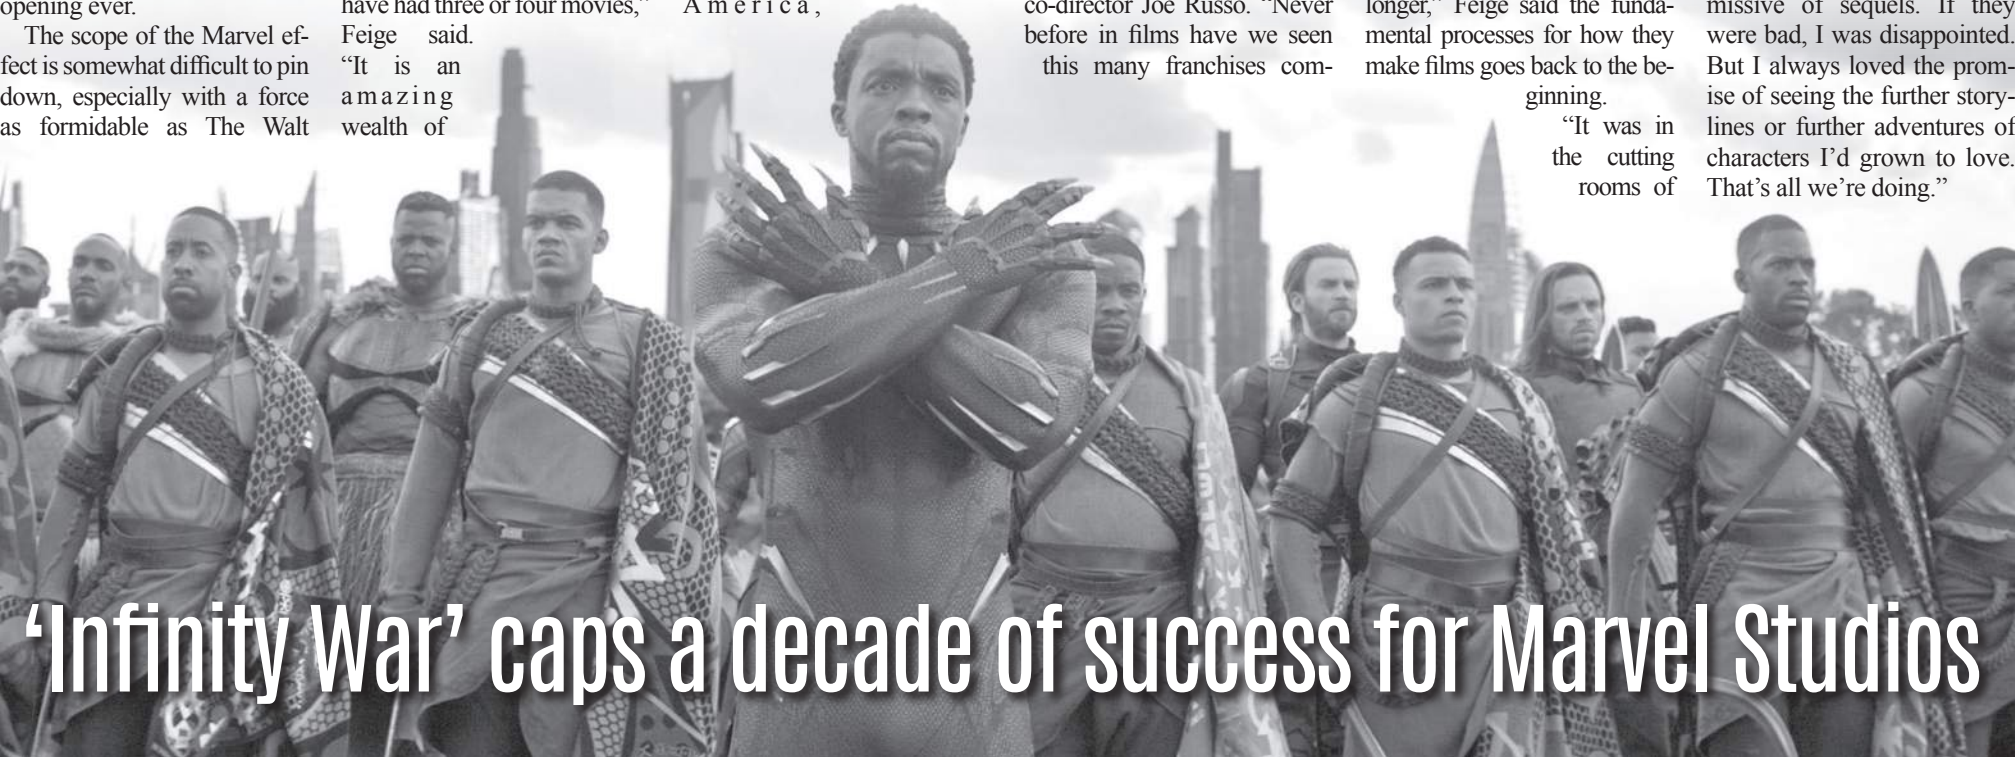 opening ever.
The scope of the Marvel ef-
fect is somewhat difficult to pin
down, especially with a force
as formidable as The Walt
have had three or four movies,”
Feige said.
“It is an
amazing
wealth of
America,
co-director Joe Russo. “Never
before in films have we seen
this many franchises com-
longer,” Feige said the funda-
mental processes for how they
make films goes back to the be-
ginning.
“It was in
the cutting
rooms of
missive of sequels. If they
were bad, I was disappointed.
But I always loved the prom-
ise of seeing the further story-
lines or further adventures of
characters I’d grown to love.
That’s all we’re doing.”
‘Infinity War’ caps a decade of success for Marvel Studios